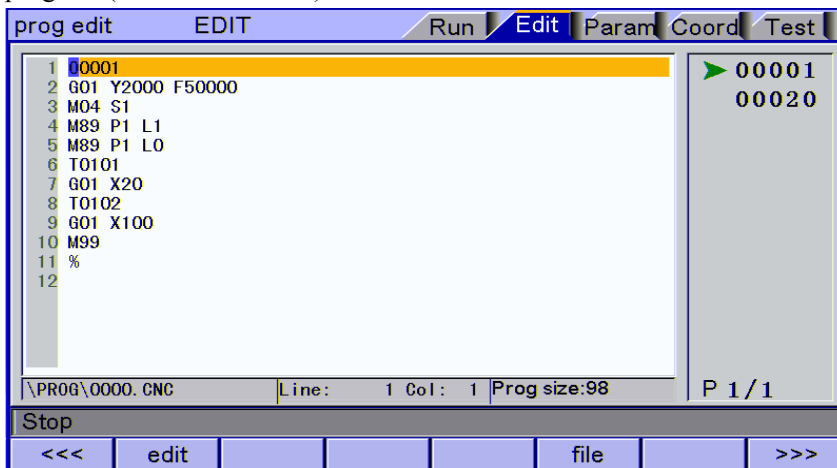 prog edit EDIT Run Edit Param Coord Test
1 O0001
2 G01 Y2000 F50000
3 M04 S1
4 M89 P1 L1
5 M89 P1 L0
6 T0101
7 G01 X20
8 T0102
9 G01 X100
10 M99
11 %
12
00001
00020
\PROG\0000.CNC Line: 1 Col: 1 Prog size:98
P 1/1
Stop
<<< edit file >>>